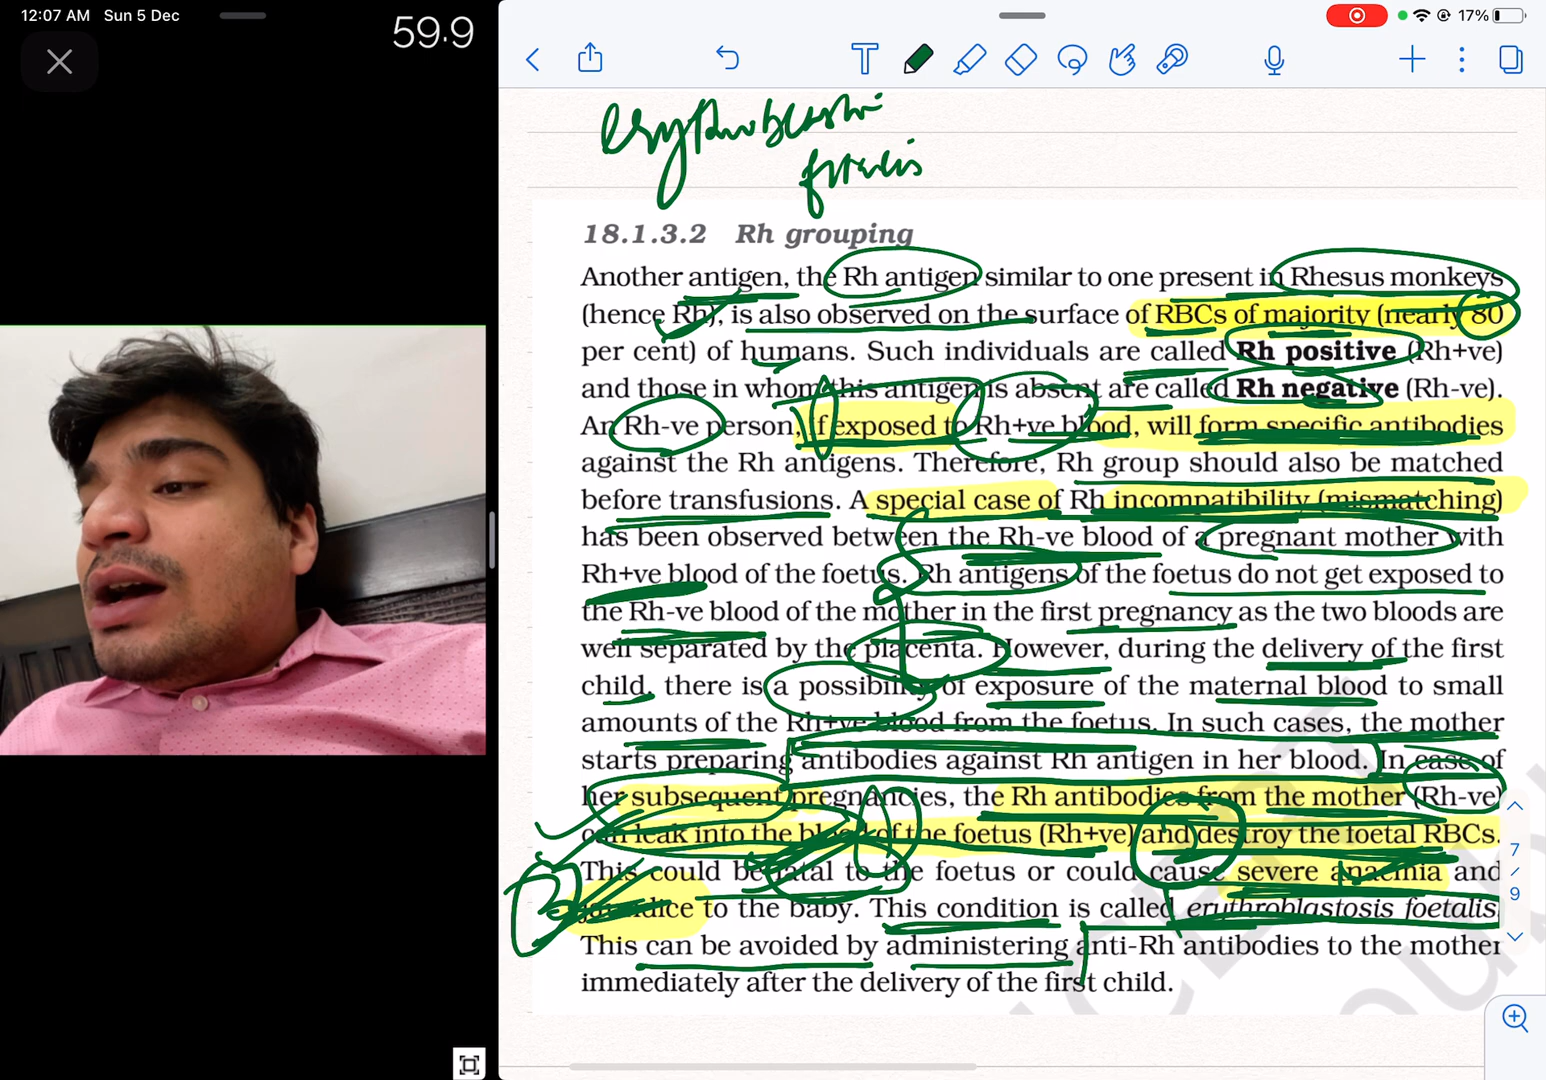 12:07 AM Sun 5 Dec
59.9
17%
erythroblastosis
foetalis
18.1.3.2 Rh grouping
Another antigen, the Rh antigen similar to one present in Rhesus monkeys
(hence Rh), is also observed on the surface of RBCs of majority (nearly 80
per cent) of humans. Such individuals are called Rh positive (Rh+ve)
and those in whom this antigen is absent are called Rh negative (Rh-ve).
An Rh-ve person, if exposed to Rh+ve blood, will form specific antibodies
against the Rh antigens. Therefore, Rh group should also be matched
before transfusions. A special case of Rh incompatibility (mismatching)
has been observed between the Rh-ve blood of a pregnant mother with
Rh+ve blood of the foetus. Rh antigens of the foetus do not get exposed to
the Rh-ve blood of the mother in the first pregnancy as the two bloods are
well separated by the placenta. However, during the delivery of the first
child, there is a possibility of exposure of the maternal blood to small
amounts of the Rh+ve blood from the foetus. In such cases, the mother
starts preparing antibodies against Rh antigen in her blood. In case of
her subsequent pregnancies, the Rh antibodies from the mother (Rh-ve)
can leak into the blood of the foetus (Rh+ve) and destroy the foetal RBCs.
This could be fatal to the foetus or could cause severe anaemia and
jaundice to the baby. This condition is called erythroblastosis foetalis.
This can be avoided by administering anti-Rh antibodies to the mother
immediately after the delivery of the first child.
7
/
9